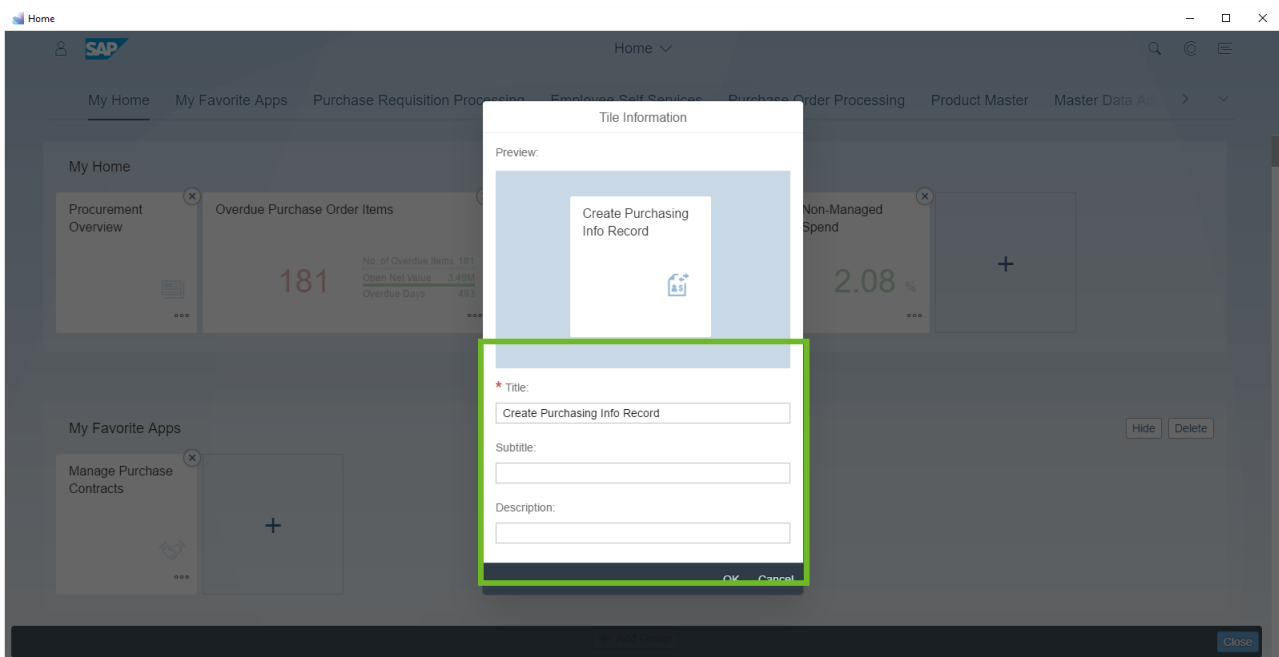 Home
SAP
Home
My Home My Favorite Apps Purchase Requisition Processing Employee Self Services Purchase Order Processing Product Master Master Data
Tile Information
Preview:
Create Purchasing
Info Record
* Title:
Create Purchasing Info Record
Subtitle:
Description:
OK Cancel
My Home
Procurement
Overview
Overdue Purchase Order Items
181
No. of Overdue Items 181
Open Net Value 3.49M
Overdue Days 493
Non-Managed
Spend
2.08 %
My Favorite Apps
Hide Delete
Manage Purchase
Contracts
+ Add Group
Close